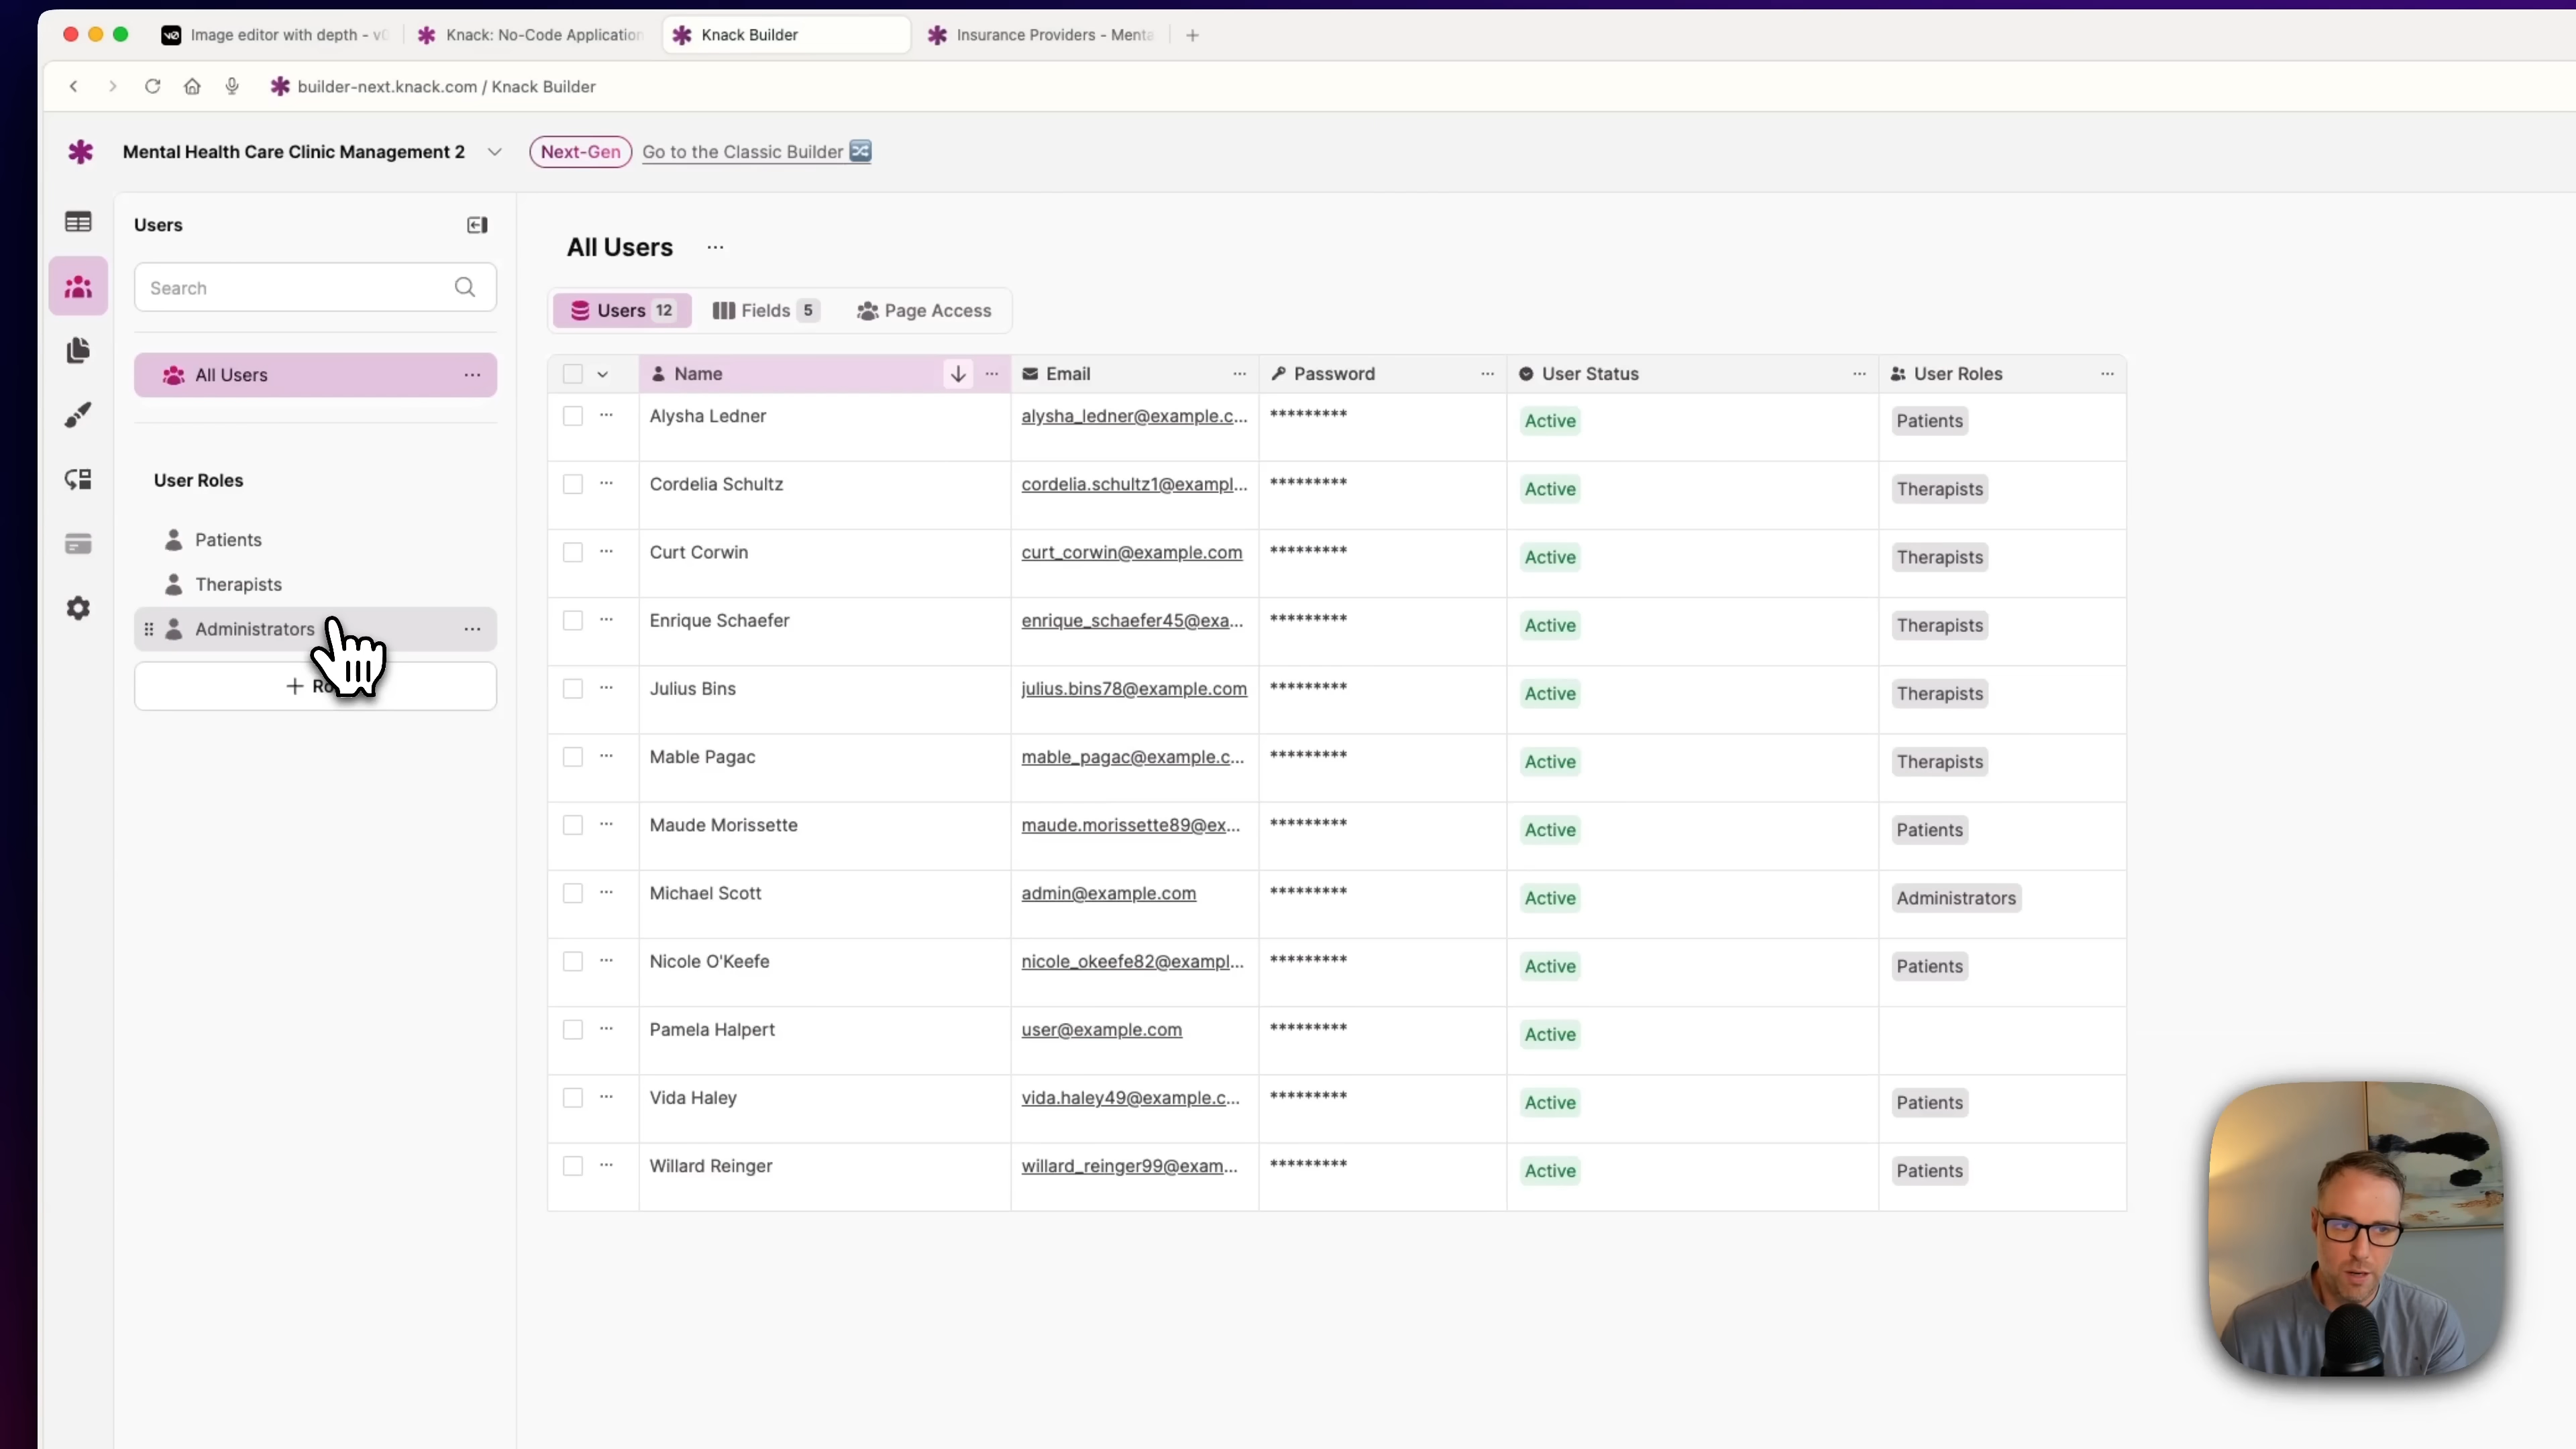 Image editor with depth - v0
Knack: No-Code Application
Knack Builder
Insurance Providers - Menta
builder-next.knack.com / Knack Builder
Mental Health Care Clinic Management 2
Next-Gen
Go to the Classic Builder
Users
Search
All Users
User Roles
Patients
Therapists
Administrators
All Users
Users 12
Fields 5
Page Access
Name Email Password User Status User Roles
Alysha Ledner alysha_ledner@example.c... ********* Active Patients
Cordelia Schultz cordelia.schultz1@exampl... ********* Active Therapists
Curt Corwin curt_corwin@example.com ********* Active Therapists
Enrique Schaefer enrique_schaefer45@exa... ********* Active Therapists
Julius Bins julius.bins78@example.com ********* Active Therapists
Mable Pagac mable_pagac@example.c... ********* Active Therapists
Maude Morissette maude.morissette89@ex... ********* Active Patients
Michael Scott admin@example.com ********* Active Administrators
Nicole O'Keefe nicole_okeefe82@exampl... ********* Active Patients
Pamela Halpert user@example.com ********* Active
Vida Haley vida.haley49@example.c... ********* Active Patients
Willard Reinger willard_reinger99@exam... ********* Active Patients